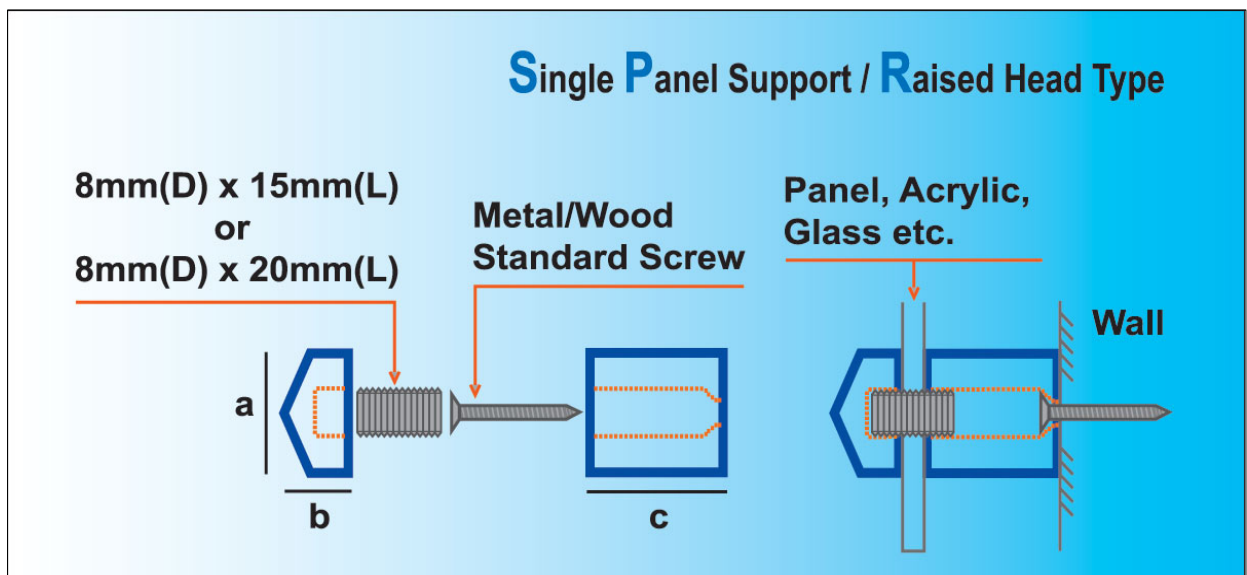 Single Panel Support / Raised Head Type
8mm(D) x 15mm(L)
or
8mm(D) x 20mm(L)
Metal/Wood
Standard Screw
Panel, Acrylic,
Glass etc.
Wall
a
b
c